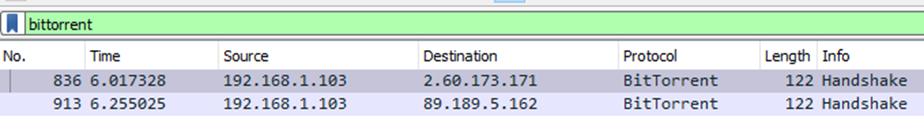 bittorrent
No. Time Source Destination Protocol Length Info
836 6.017328 192.168.1.103 2.60.173.171 BitTorrent 122 Handshake
913 6.255025 192.168.1.103 89.189.5.162 BitTorrent 122 Handshake